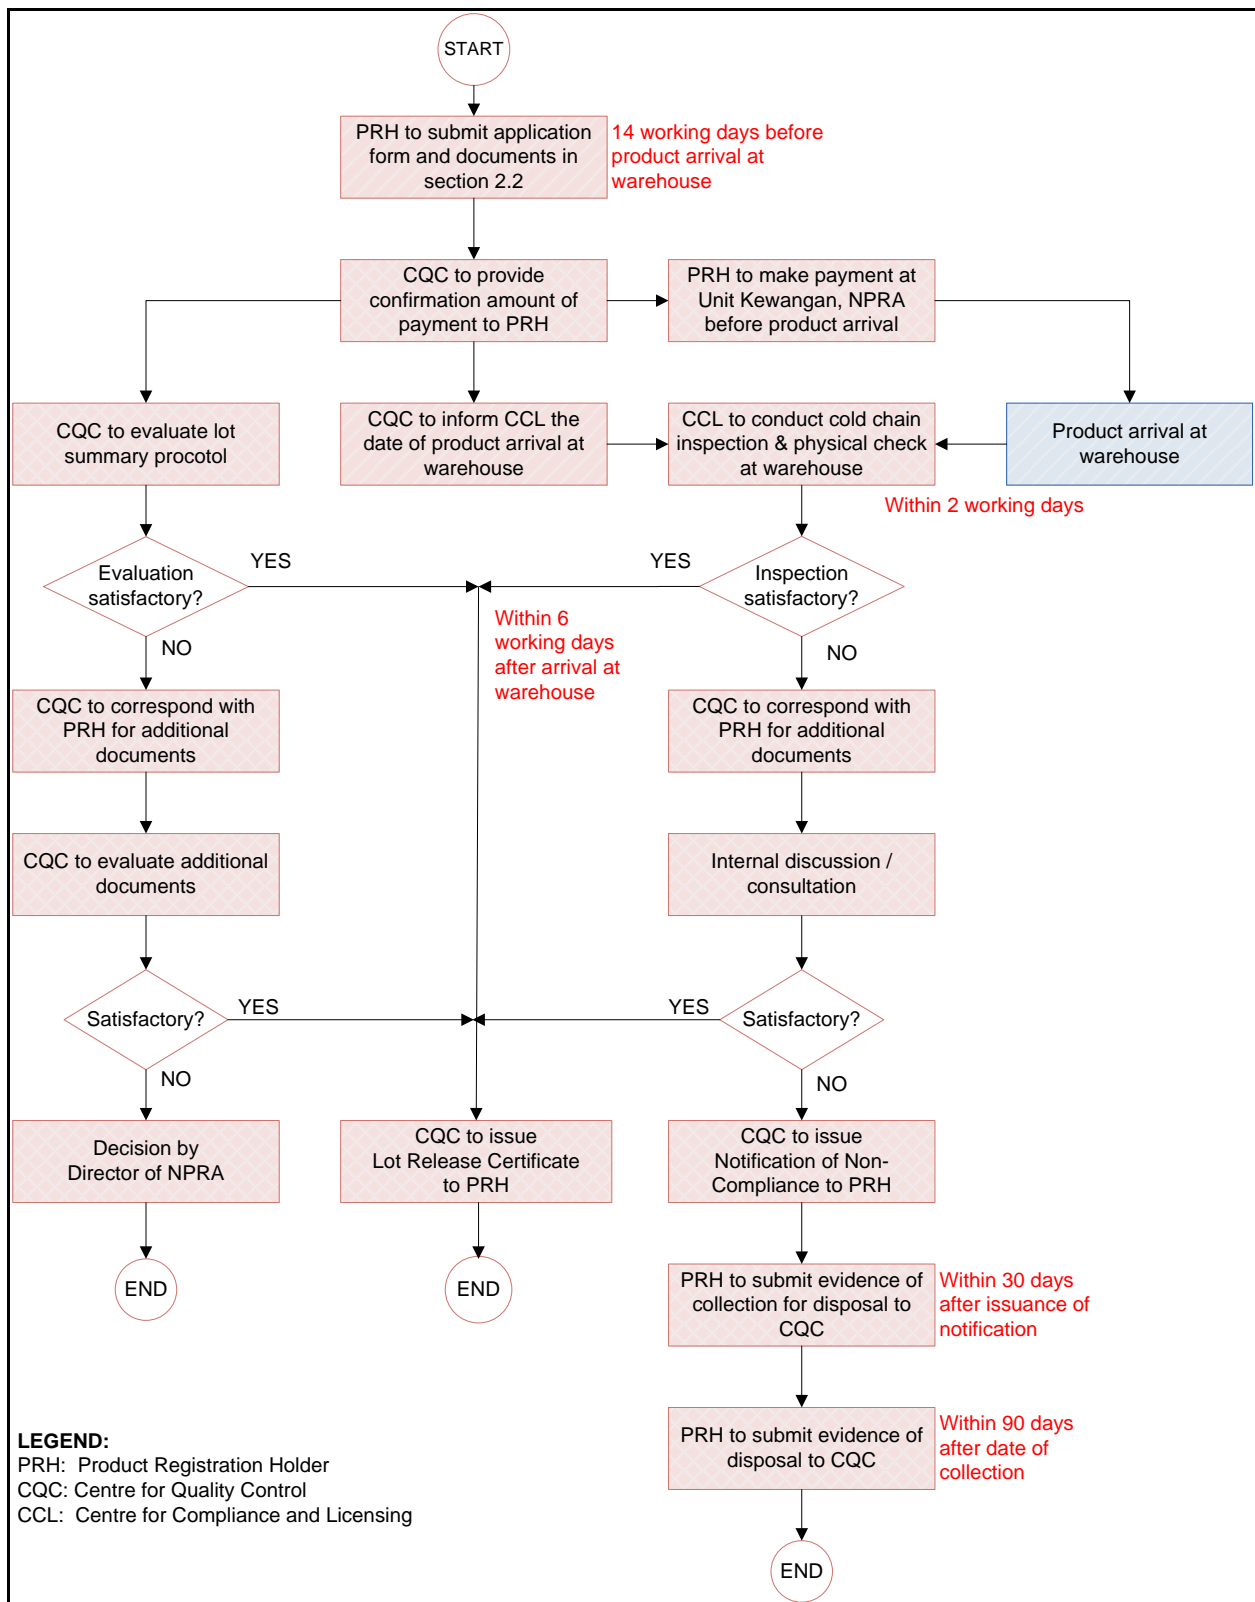 START
PRH to submit application
form and documents in
section 2.2
14 working days before
product arrival at
warehouse
CQC to provide
confirmation amount of
payment to PRH
PRH to make payment at
Unit Kewangan, NPRA
before product arrival
CQC to evaluate lot
summary procotol
CQC to inform CCL the
date of product arrival at
warehouse
CCL to conduct cold chain
inspection & physical check
at warehouse
Product arrival at
warehouse
Within 2 working days
Evaluation
satisfactory?
YES
YES
Inspection
satisfactory?
Within 6
working days
after arrival at
warehouse
NO
NO
CQC to correspond with
PRH for additional
documents
CQC to correspond with
PRH for additional
documents
CQC to evaluate additional
documents
Internal discussion /
consultation
Satisfactory?
YES
YES
Satisfactory?
NO
NO
Decision by
Director of NPRA
CQC to issue
Lot Release Certificate
to PRH
CQC to issue
Notification of Non-
Compliance to PRH
END
END
PRH to submit evidence of
collection for disposal to
CQC
Within 30 days
after issuance of
notification
PRH to submit evidence of
disposal to CQC
Within 90 days
after date of
collection
LEGEND:
PRH: Product Registration Holder
CQC: Centre for Quality Control
CCL: Centre for Compliance and Licensing
END